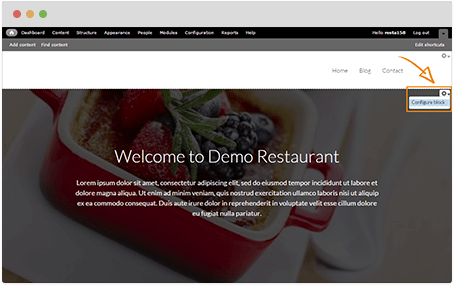 Dashboard Content Structure Appearance People Modules Configuration Reports Help Hello resta158 Log out
Add content Find content Edit shortcuts
Home Blog Contact
Configure block
Welcome to Demo Restaurant
Lorem ipsum dolor sit amet, consectetur adipiscing elit, sed do eiusmod tempor incididunt ut labore et
dolore magna aliqua. Ut enim ad minim veniam, quis nostrud exercitation ullamco laboris nisi ut aliquip
ex ea commodo consequat. Duis aute irure dolor in reprehenderit in voluptate velit esse cillum dolore
eu fugiat nulla pariatur.